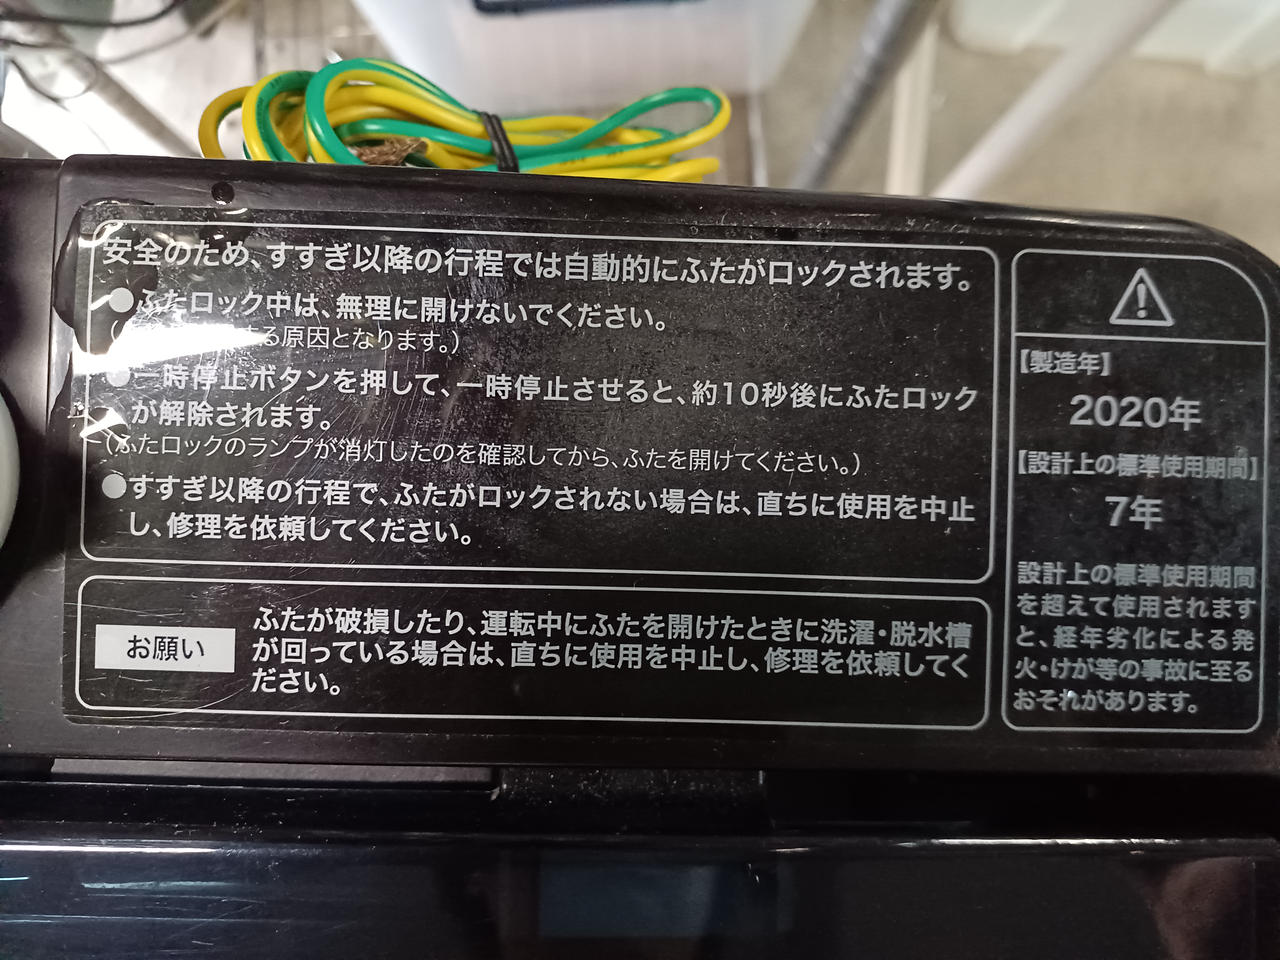 安全のため、すすぎ以降の行程では自動的にふたがロックされます。
●ふたロック中は、無理に開けないでください。
る原因となります。)
●一時停止ボタンを押して、一時停止させると、約10秒後にふたロック
が解除されます。
(ふたロックのランプが消灯したのを確認してから、ふたを開けてください。)
●すすぎ以降の行程で、ふたがロックされない場合は、直ちに使用を中止
し、修理を依頼してください。
お願い
ふたが破損したり、運転中にふたを開けたときに洗濯・脱水槽
が回っている場合は、直ちに使用を中止し、修理を依頼してく
ださい。
【製造年】
2020年
【設計上の標準使用期間】
7年
設計上の標準使用期間
を超えて使用されます
と、経年劣化による発
火・けが等の事故に至る
おそれがあります。